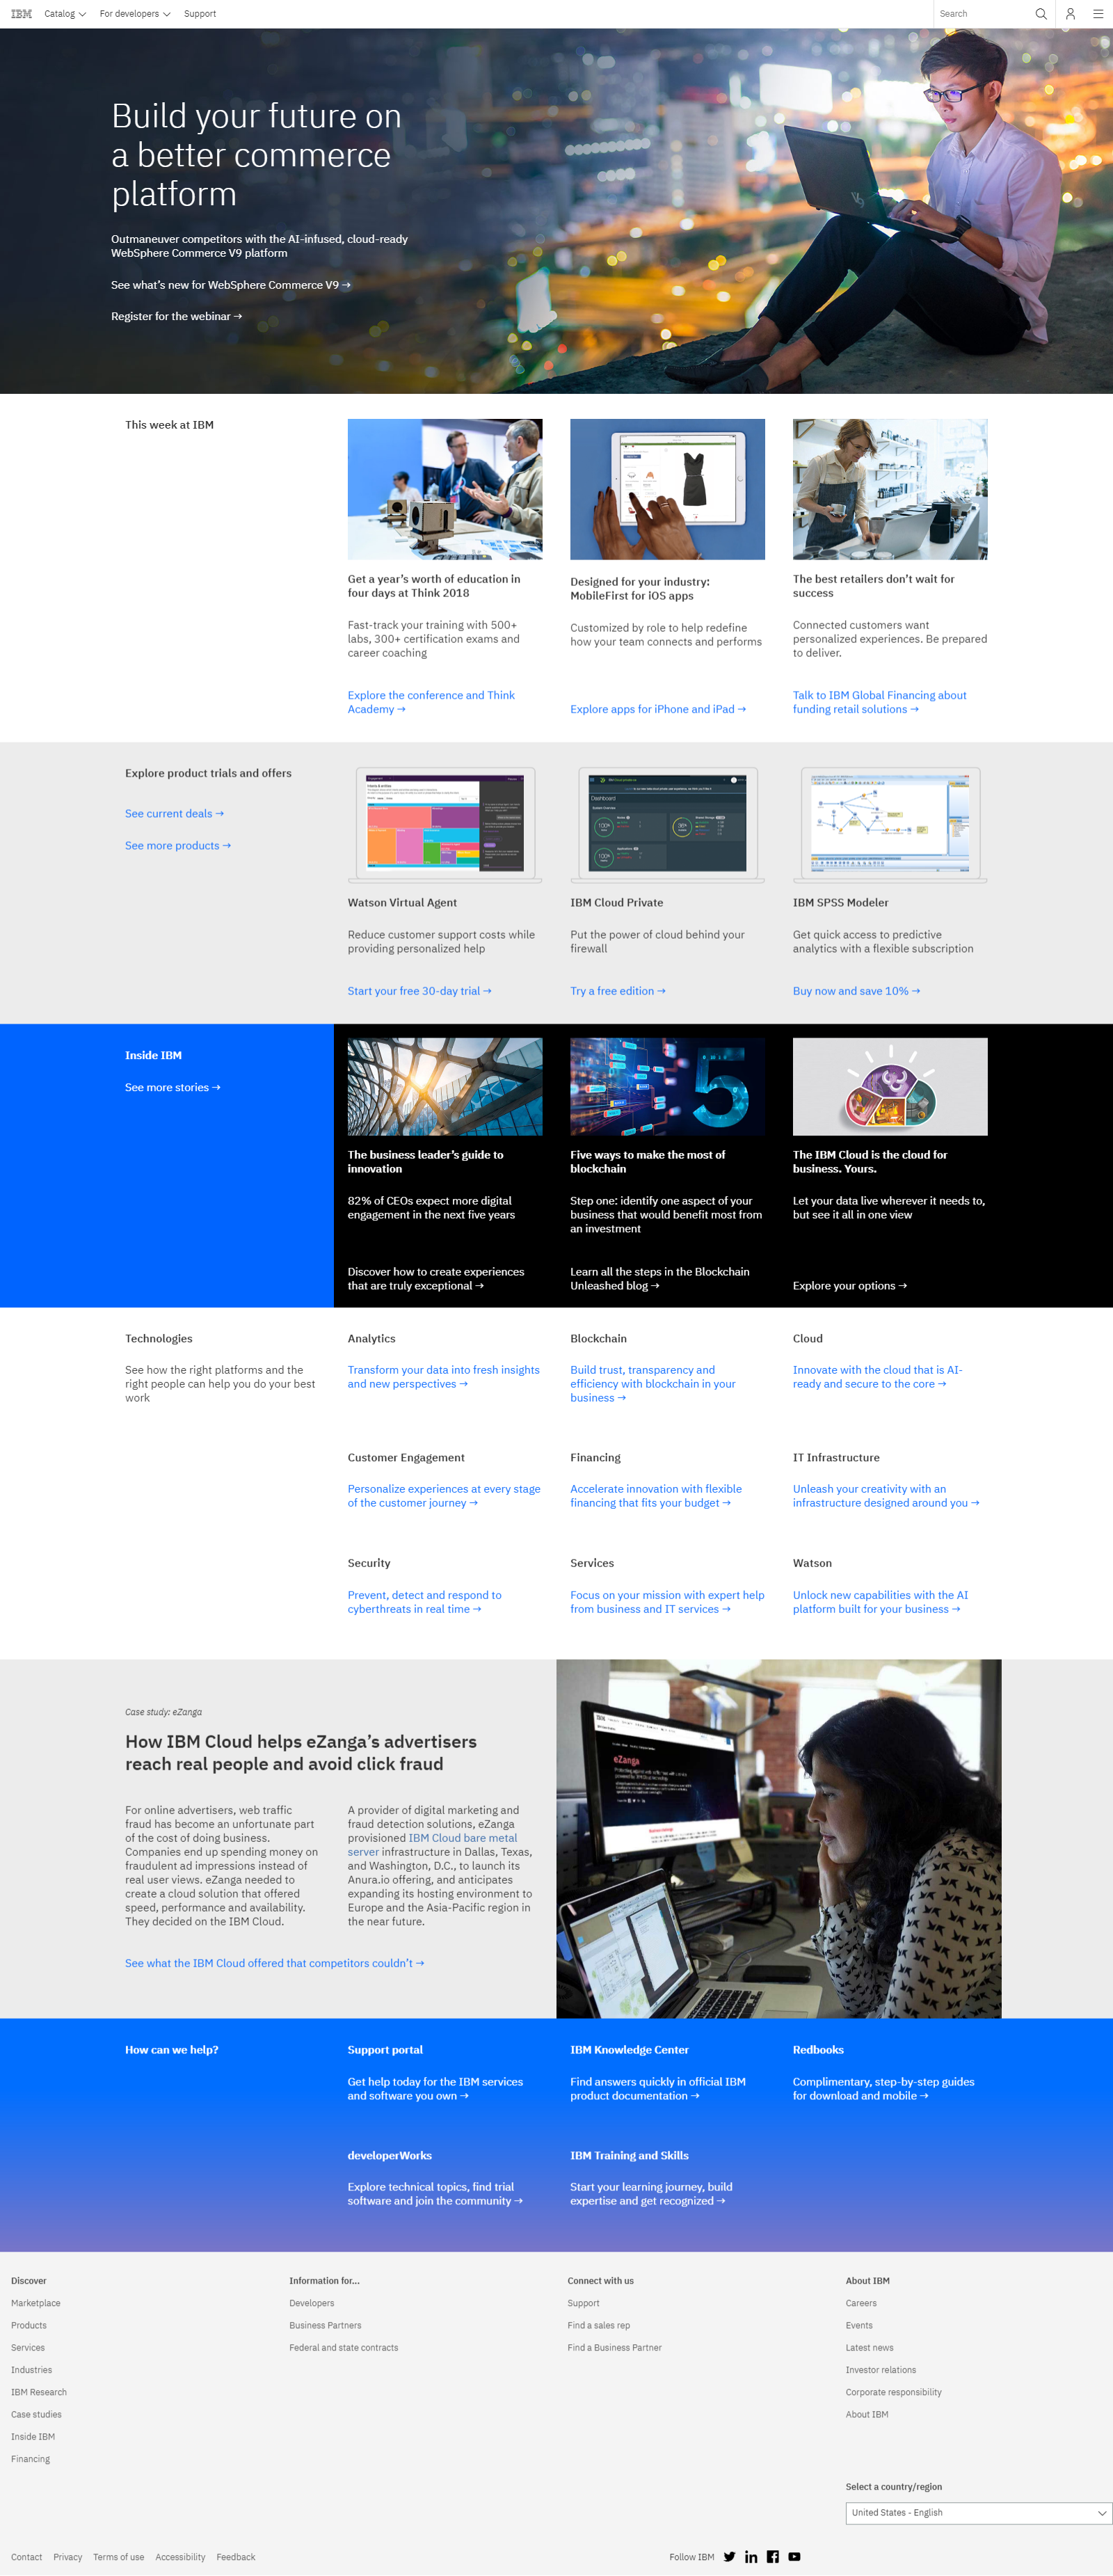 IBM
Catalog
For developers
Support
Search
Build your future on
a better commerce
platform
Outmaneuver competitors with the AI-infused, cloud-ready
WebSphere Commerce V9 platform
See what’s new for WebSphere Commerce V9 →
Register for the webinar →
This week at IBM
Get a year’s worth of education in
four days at Think 2018
Fast-track your training with 500+
labs, 300+ certification exams and
career coaching
Explore the conference and Think
Academy →
Designed for your industry:
MobileFirst for iOS apps
Customized by role to help redefine
how your team connects and performs
Explore apps for iPhone and iPad →
The best retailers don’t wait for
success
Connected customers want
personalized experiences. Be prepared
to deliver.
Talk to IBM Global Financing about
funding retail solutions →
Explore product trials and offers
See current deals →
See more products →
Watson Virtual Agent
Reduce customer support costs while
providing personalized help
Start your free 30-day trial →
Dashboard
IBM Cloud Private
Put the power of cloud behind your
firewall
Try a free edition →
IBM SPSS Modeler
Get quick access to predictive
analytics with a flexible subscription
Buy now and save 10% →
Inside IBM
See more stories →
The business leader’s guide to
innovation
82% of CEOs expect more digital
engagement in the next five years
Discover how to create experiences
that are truly exceptional →
5
Five ways to make the most of
blockchain
Step one: identify one aspect of your
business that would benefit most from
an investment
Learn all the steps in the Blockchain
Unleashed blog →
The IBM Cloud is the cloud for
business. Yours.
Let your data live wherever it needs to,
but see it all in one view
Explore your options →
Technologies
See how the right platforms and the
right people can help you do your best
work
Analytics
Transform your data into fresh insights
and new perspectives →
Blockchain
Build trust, transparency and
efficiency with blockchain in your
business →
Cloud
Innovate with the cloud that is AI-
ready and secure to the core →
Customer Engagement
Personalize experiences at every stage
of the customer journey →
Financing
Accelerate innovation with flexible
financing that fits your budget →
IT Infrastructure
Unleash your creativity with an
infrastructure designed around you →
Security
Prevent, detect and respond to
cyberthreats in real time →
Services
Focus on your mission with expert help
from business and IT services →
Watson
Unlock new capabilities with the AI
platform built for your business →
Case study: eZanga
How IBM Cloud helps eZanga’s advertisers
reach real people and avoid click fraud
For online advertisers, web traffic
fraud has become an unfortunate part
of the cost of doing business.
Companies end up spending money on
fraudulent ad impressions instead of
real user views. eZanga needed to
create a cloud solution that offered
speed, performance and availability.
They decided on the IBM Cloud.
A provider of digital marketing and
fraud detection solutions, eZanga
provisioned IBM Cloud bare metal
server infrastructure in Dallas, Texas,
and Washington, D.C., to launch its
Anura.io offering, and anticipates
expanding its hosting environment to
Europe and the Asia-Pacific region in
the near future.
See what the IBM Cloud offered that competitors couldn’t →
eZanga
How can we help?
Support portal
Get help today for the IBM services
and software you own →
IBM Knowledge Center
Find answers quickly in official IBM
product documentation →
Redbooks
Complimentary, step-by-step guides
for download and mobile →
developerWorks
Explore technical topics, find trial
software and join the community →
IBM Training and Skills
Start your learning journey, build
expertise and get recognized →
Discover
Marketplace
Products
Services
Industries
IBM Research
Case studies
Inside IBM
Financing
Information for...
Developers
Business Partners
Federal and state contracts
Connect with us
Support
Find a sales rep
Find a Business Partner
About IBM
Careers
Events
Latest news
Investor relations
Corporate responsibility
About IBM
Select a country/region
United States - English
Contact
Privacy
Terms of use
Accessibility
Feedback
Follow IBM